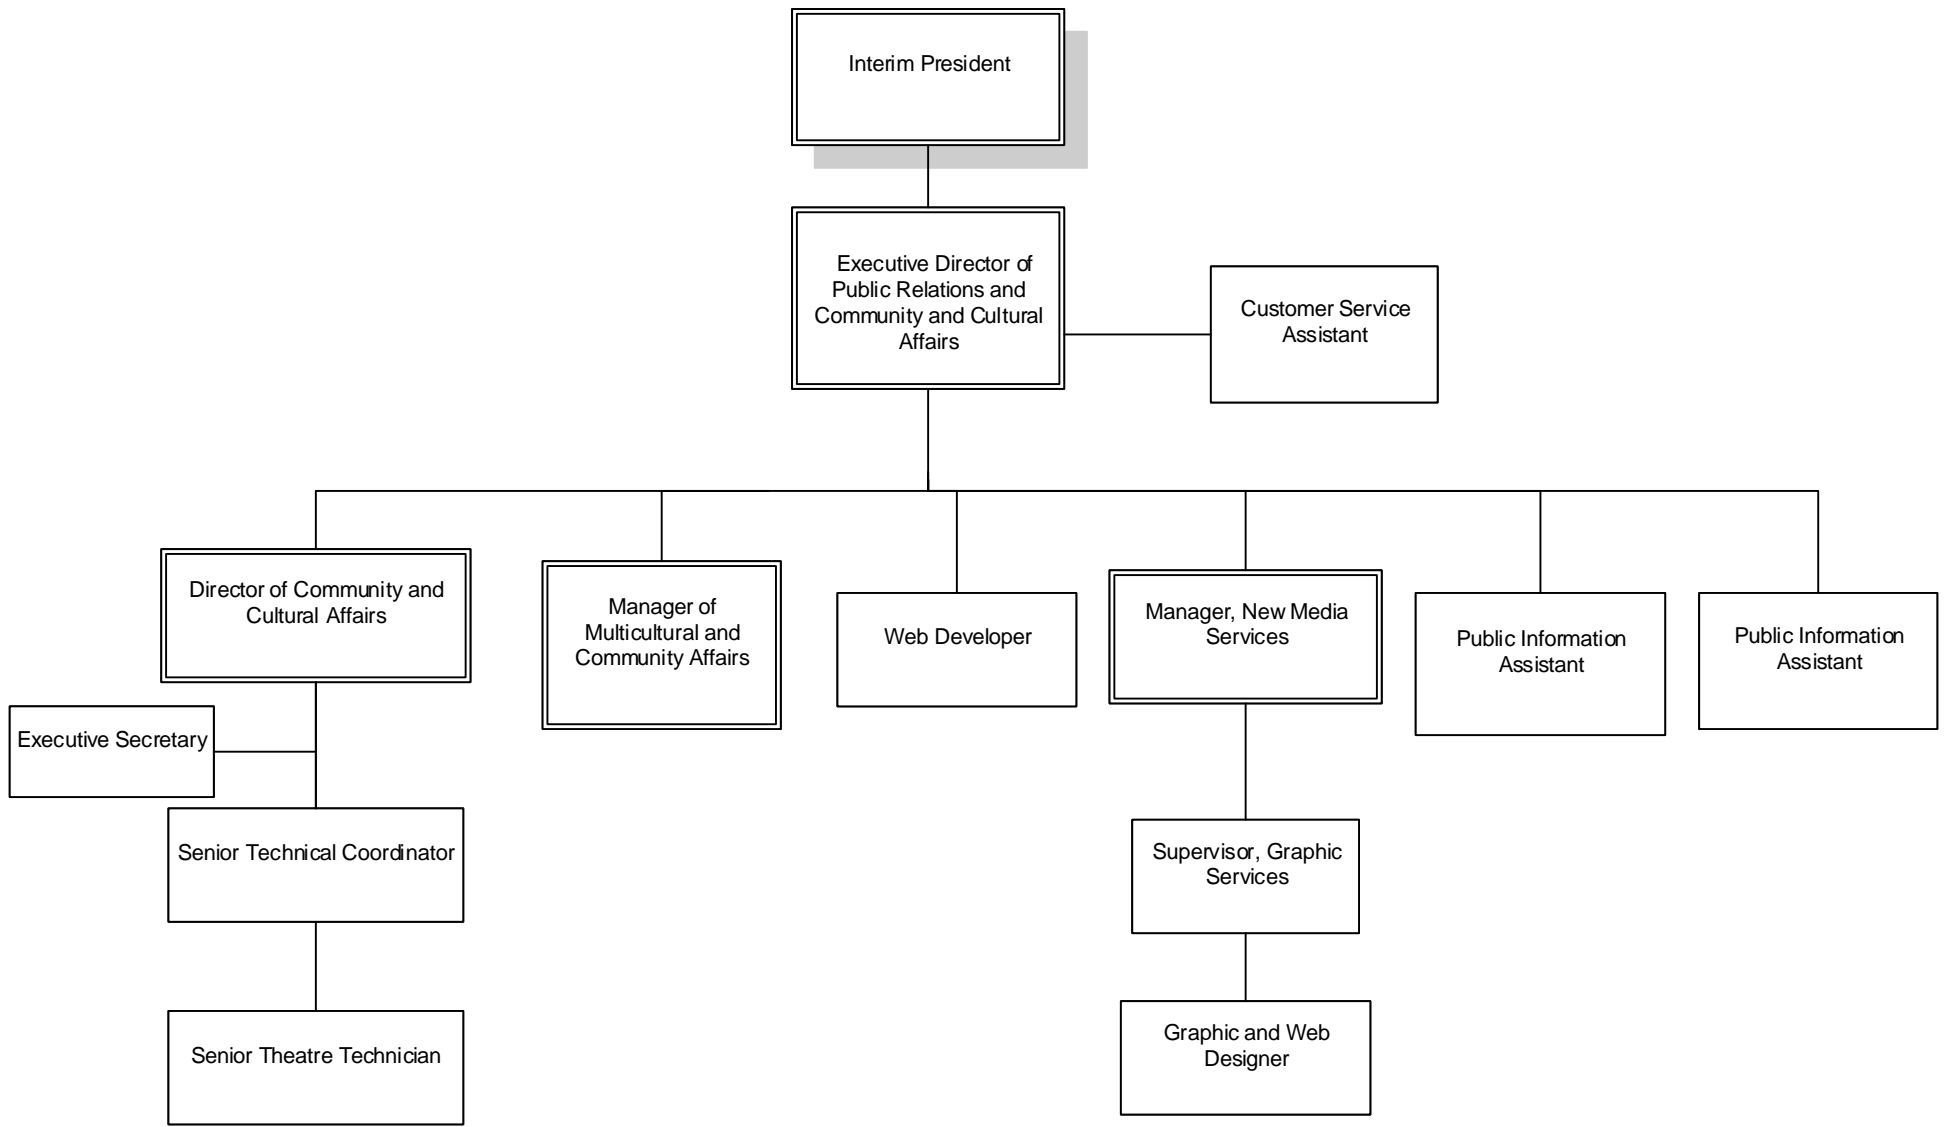 Interim President
Executive Director of
Public Relations and
Community and Cultural
Affairs
Customer Service
Assistant
Director of Community and
Cultural Affairs
Manager of
Multicultural and
Community Affairs
Web Developer
Manager, New Media
Services
Public Information
Assistant
Public Information
Assistant
Executive Secretary
Senior Technical Coordinator
Supervisor, Graphic
Services
Senior Theatre Technician
Graphic and Web
Designer